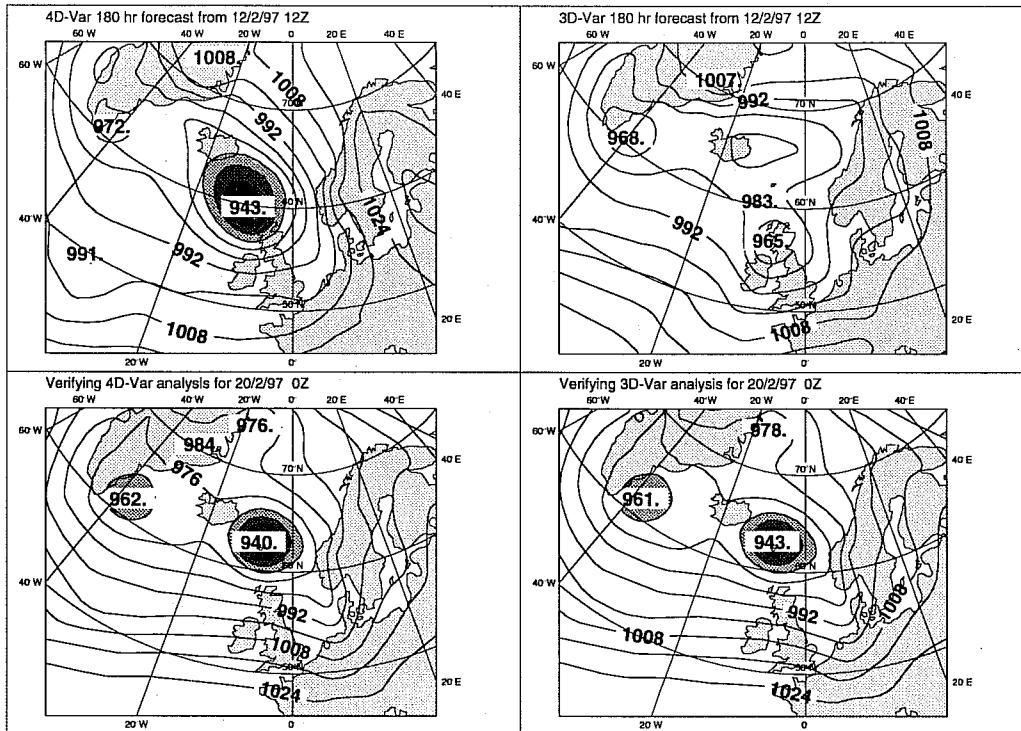 4D-Var 180 hr forecast from 12/2/97 12Z
60 W 40 W 20 W 0˚ 20˚E 40˚E
60˚W
1008.
1008
70˚N
40˚E
972.
992
943.
60˚N
1024
40˚W
991.
992
50˚N
20˚E
1008
20˚W 0˚
3D-Var 180 hr forecast from 12/2/97 12Z
60 W 40˚W 20˚W 0˚ 20˚E 40˚E
60˚W
1007.
992
70˚N
40˚E
1008
968.
983.
60˚N
40˚W
992
965.
50˚N
20˚E
1008
20˚W 0˚
Verifying 4D-Var analysis for 20/2/97 0Z
60˚W 40˚W 20˚W 0˚ 20˚E 40˚E
60˚W
976.
984.
976
70˚N
40˚E
962.
940.
60˚N
40˚W
992
1008
50˚N
20˚E
1024
20˚W 0˚
Verifying 3D-Var analysis for 20/2/97 0Z
60˚W 40˚W 20˚W 0˚ 20˚E 40˚E
60˚W
978.
70˚N
40˚E
961.
943.
60˚N
40˚W
992
1008
1008
50˚N
20˚E
1024
20˚W 0˚